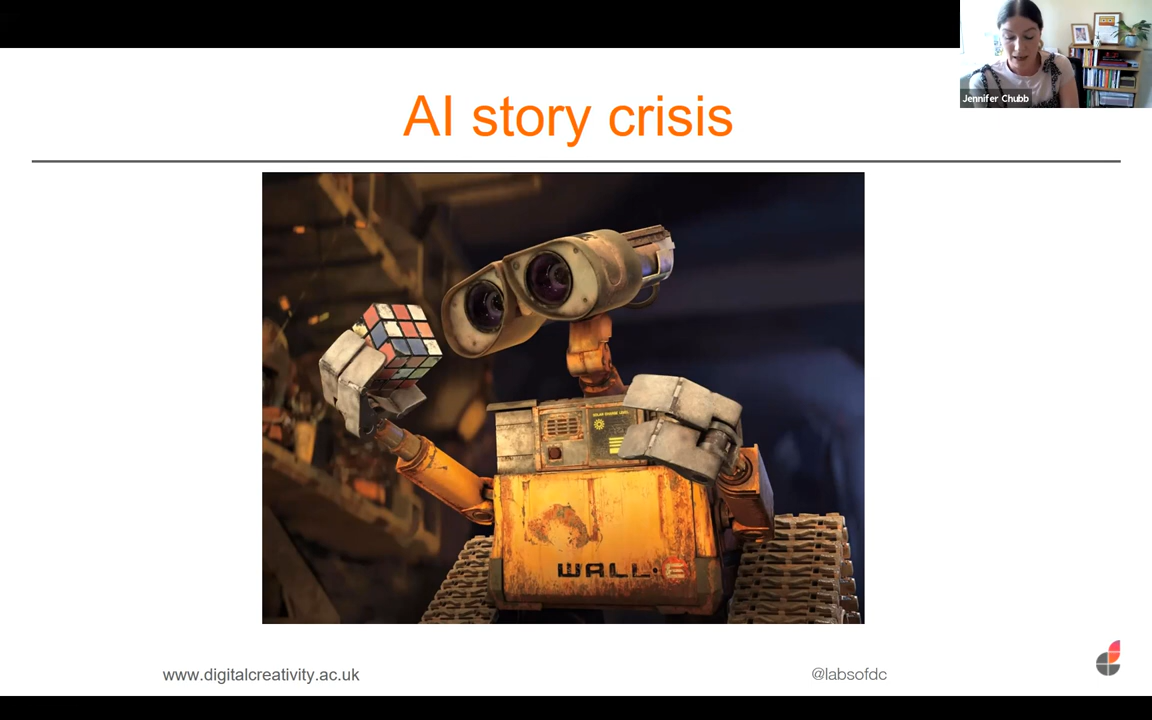 Jennifer Chubb
AI story crisis
WALL·E
www.digitalcreativity.ac.uk
@labsofdc